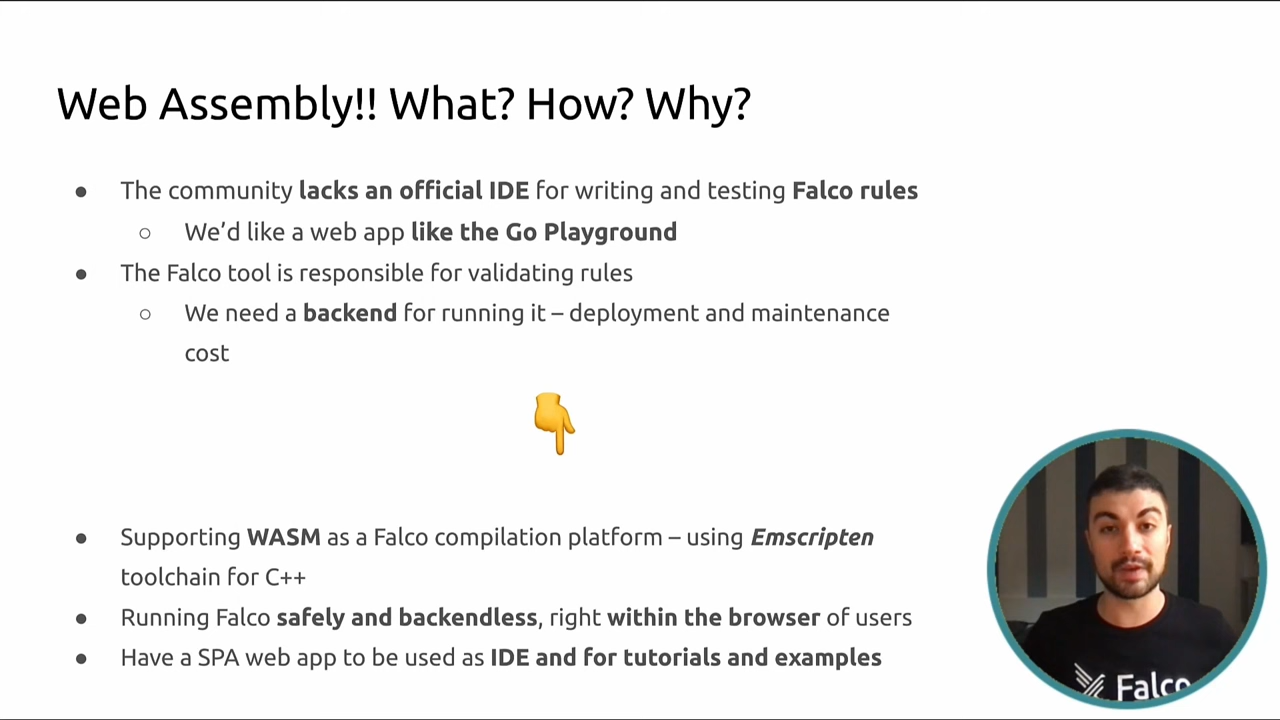 Web Assembly!! What? How? Why?
● The community lacks an official IDE for writing and testing Falco rules
○ We’d like a web app like the Go Playground
● The Falco tool is responsible for validating rules
○ We need a backend for running it – deployment and maintenance
cost
● Supporting WASM as a Falco compilation platform – using Emscripten
toolchain for C++
● Running Falco safely and backendless, right within the browser of users
● Have a SPA web app to be used as IDE and for tutorials and examples
Falco